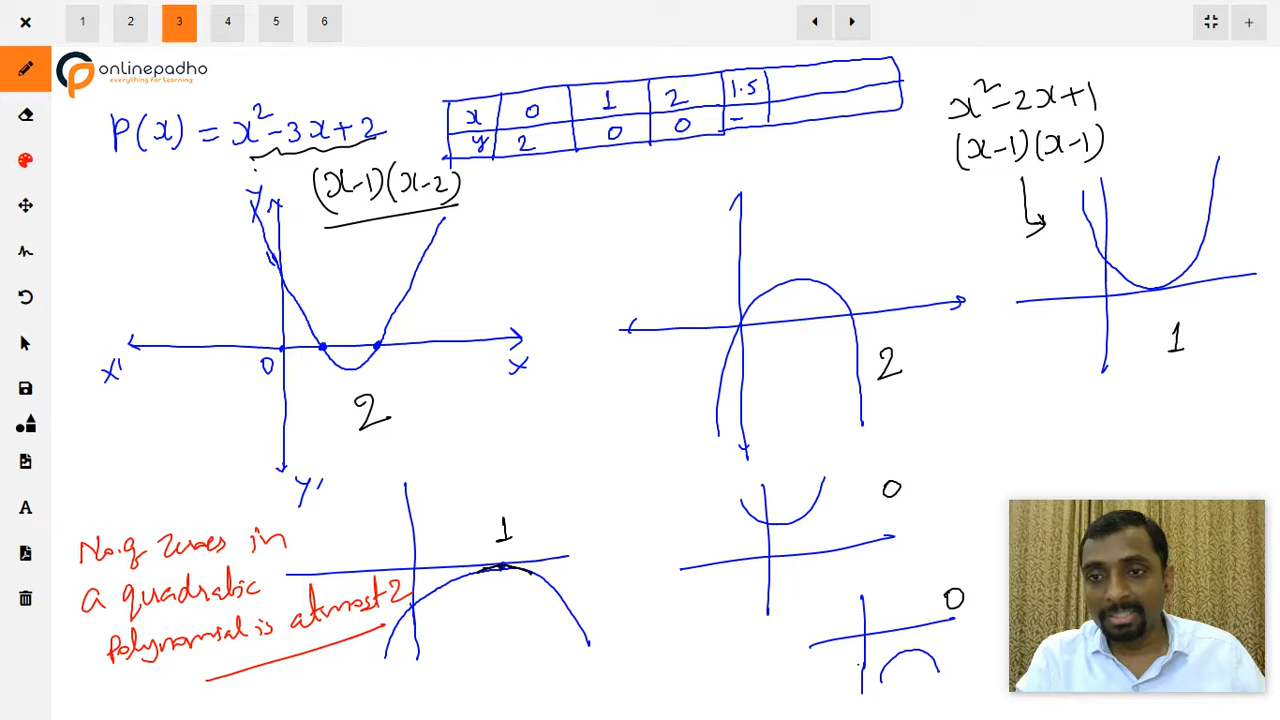 1 2 3 4 5 6
onlinepadho
everything for learning
P(x) = x²-3x+2
(x-1)(x-2)
x 0 1 2 1.5
y 2 0 0 -
x²-2x+1
(x-1)(x-1)
Y
X'
0
X
Y'
2
2
1
1
0
0
No. of zeroes in
a quadrabic
polynomial is atmost 2
A